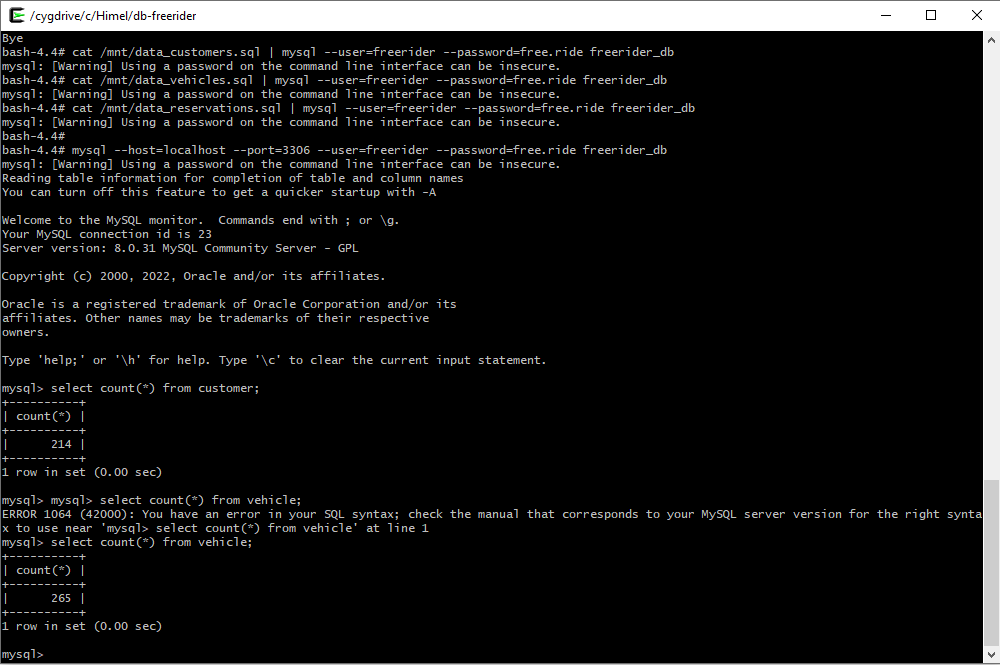 /cygdrive/c/Himel/db-freerider
Bye
bash-4.4# cat /mnt/data_customers.sql | mysql --user=freerider --password=free.ride freerider_db
mysql: [Warning] Using a password on the command line interface can be insecure.
bash-4.4# cat /mnt/data_vehicles.sql | mysql --user=freerider --password=free.ride freerider_db
mysql: [Warning] Using a password on the command line interface can be insecure.
bash-4.4# cat /mnt/data_reservations.sql | mysql --user=freerider --password=free.ride freerider_db
mysql: [Warning] Using a password on the command line interface can be insecure.
bash-4.4#
bash-4.4# mysql --host=localhost --port=3306 --user=freerider --password=free.ride freerider_db
mysql: [Warning] Using a password on the command line interface can be insecure.
Reading table information for completion of table and column names
You can turn off this feature to get a quicker startup with -A

Welcome to the MySQL monitor.  Commands end with ; or \g.
Your MySQL connection id is 23
Server version: 8.0.31 MySQL Community Server - GPL

Copyright (c) 2000, 2022, Oracle and/or its affiliates.

Oracle is a registered trademark of Oracle Corporation and/or its
affiliates. Other names may be trademarks of their respective
owners.

Type 'help;' or '\h' for help. Type '\c' to clear the current input statement.

mysql> select count(*) from customer;
+----------+
| count(*) |
+----------+
|      214 |
+----------+
1 row in set (0.00 sec)

mysql> mysql> select count(*) from vehicle;
ERROR 1064 (42000): You have an error in your SQL syntax; check the manual that corresponds to your MySQL server version for the right synta
x to use near 'mysql> select count(*) from vehicle' at line 1
mysql> select count(*) from vehicle;
+----------+
| count(*) |
+----------+
|      265 |
+----------+
1 row in set (0.00 sec)

mysql>